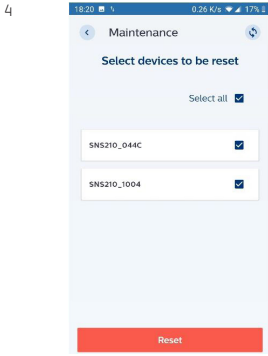 4
18:20 0.26 K/s 17%
Maintenance
Select devices to be reset
Select all
SNS210_044C
SNS210_1004
Reset